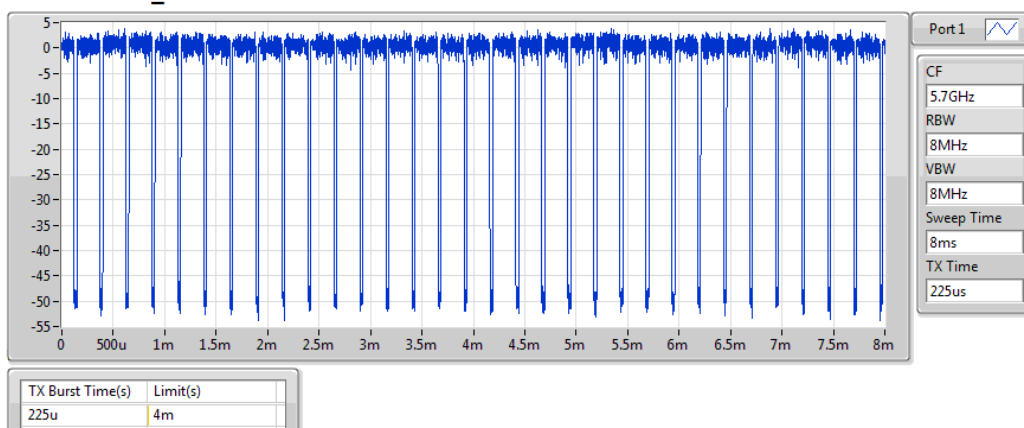 5
Port 1
0
-5
CF
-10
5.7GHz
-15
RBW
-20
8MHz
-25
VBW
-30
8MHz
-35
Sweep Time
-40
8ms
-45
TX Time
-50
225us
-55
0 500u 1m 1.5m 2m 2.5m 3m 3.5m 4m 4.5m 5m 5.5m 6m 6.5m 7m 7.5m 8m
TX Burst Time(s) Limit(s)
225u 4m